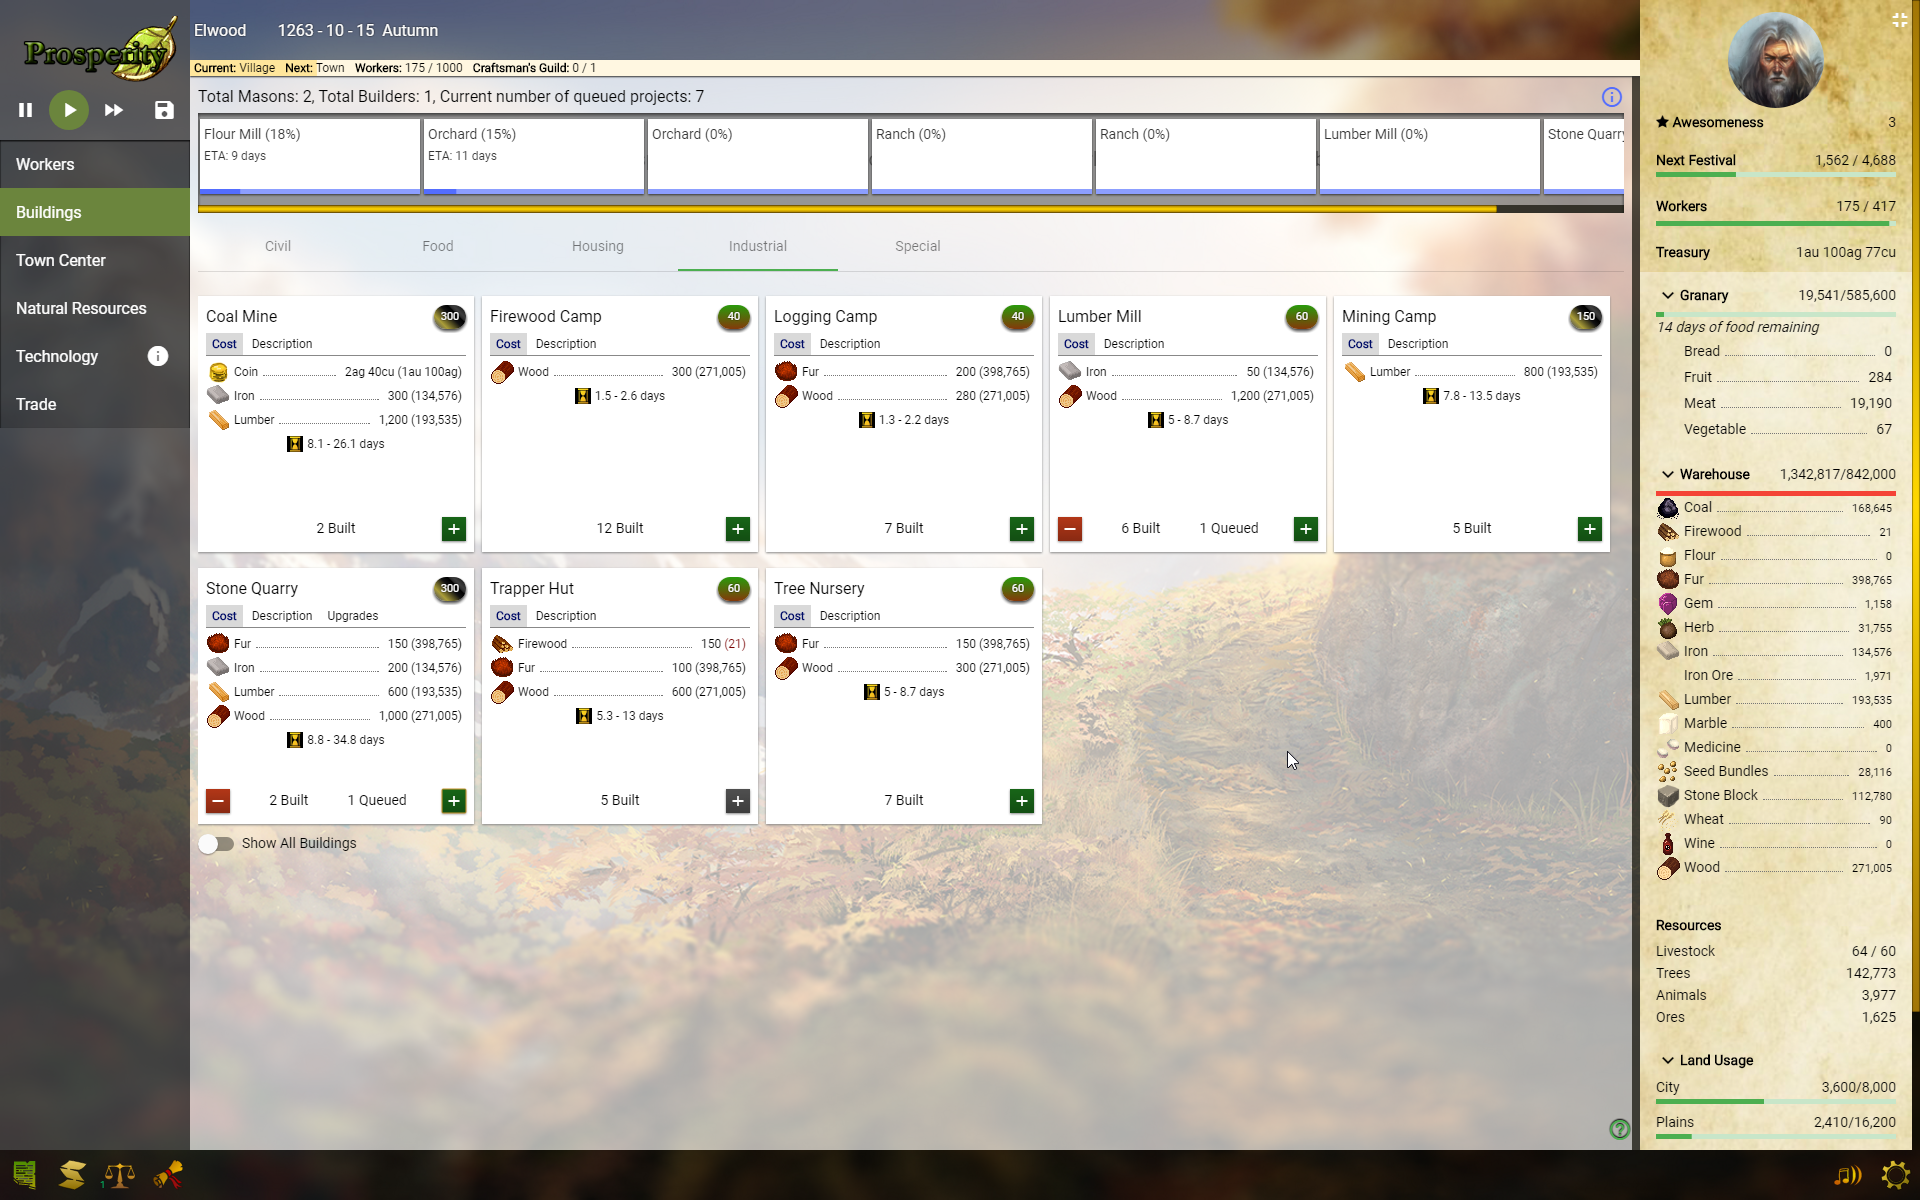 Prosperity
Elwood 1263 - 10 - 15 Autumn
Current: Village Next: Town Workers: 175 / 1000 Craftsman's Guild: 0 / 1
Total Masons: 2, Total Builders: 1, Current number of queued projects: 7
Flour Mill (18%)
ETA: 9 days
Orchard (15%)
ETA: 11 days
Orchard (0%)
Ranch (0%)
Ranch (0%)
Lumber Mill (0%)
Stone Quarry
Workers
Buildings
Town Center
Natural Resources
Technology
Trade
Civil Food Housing Industrial Special
Coal Mine 300
Cost Description
Coin 2ag 40cu (1au 100ag)
Iron 300 (134,576)
Lumber 1,200 (193,535)
8.1 - 26.1 days
2 Built
Firewood Camp 40
Cost Description
Wood 300 (271,005)
1.5 - 2.6 days
12 Built
Logging Camp 40
Cost Description
Fur 200 (398,765)
Wood 280 (271,005)
1.3 - 2.2 days
7 Built
Lumber Mill 60
Cost Description
Iron 50 (134,576)
Wood 1,200 (271,005)
5 - 8.7 days
6 Built 1 Queued
Mining Camp 150
Cost Description
Lumber 800 (193,535)
7.8 - 13.5 days
5 Built
Stone Quarry 300
Cost Description Upgrades
Fur 150 (398,765)
Iron 200 (134,576)
Lumber 600 (193,535)
Wood 1,000 (271,005)
8.8 - 34.8 days
2 Built 1 Queued
Trapper Hut 60
Cost Description
Firewood 150 (21)
Fur 100 (398,765)
Wood 600 (271,005)
5.3 - 13 days
5 Built
Tree Nursery 60
Cost Description
Fur 150 (398,765)
Wood 300 (271,005)
5 - 8.7 days
7 Built
Show All Buildings
Awesomeness 3
Next Festival 1,562 / 4,688
Workers 175 / 417
Treasury 1au 100ag 77cu
Granary 19,541/585,600
14 days of food remaining
Bread 0
Fruit 284
Meat 19,190
Vegetable 67
Warehouse 1,342,817/842,000
Coal 168,645
Firewood 21
Flour 0
Fur 398,765
Gem 1,158
Herb 31,755
Iron 134,576
Iron Ore 1,971
Lumber 193,535
Marble 400
Medicine 0
Seed Bundles 28,116
Stone Block 112,780
Wheat 90
Wine 0
Wood 271,005
Resources
Livestock 64 / 60
Trees 142,773
Animals 3,977
Ores 1,625
Land Usage
City 3,600/8,000
Plains 2,410/16,200
1